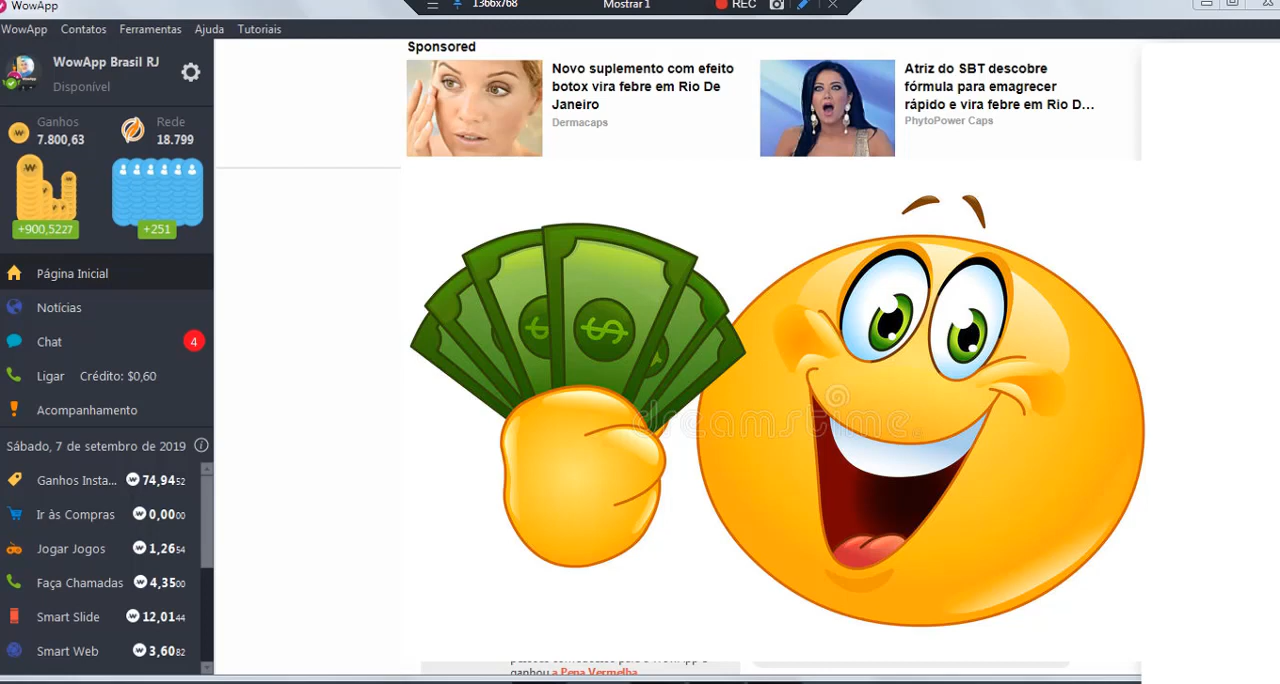 WowApp
1366x768
Mostrar 1
REC
WowApp
Contatos
Ferramentas
Ajuda
Tutoriais
WowApp Brasil RJ
Disponível
Ganhos
7.800,63
Rede
18.799
+900,5227
+251
Página Inicial
Notícias
Chat
4
Ligar
Crédito: $0,60
Acompanhamento
Sábado, 7 de setembro de 2019
Ganhos Insta...
74,9452
Ir às Compras
0,0000
Jogar Jogos
1,2654
Faça Chamadas
4,3500
Smart Slide
12,0144
Smart Web
3,6082
Sponsored
Novo suplemento com efeito
botox vira febre em Rio De
Janeiro
Dermacaps
Atriz do SBT descobre
fórmula para emagrecer
rápido e vira febre em Rio D...
PhytoPower Caps
dreamstime.
ganhou a Pena Vermelha